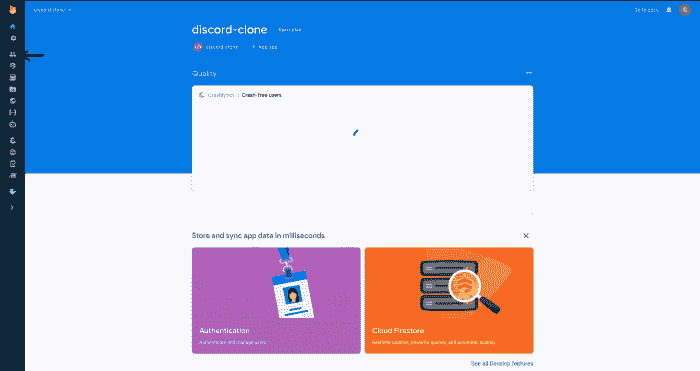 discord-clone
Go to docs
S
discord-clone
Spark plan
discord-clone
+ Add app
Quality
Crashlytics
Crash-free users
Store and sync app data in milliseconds
Authentication
Authenticate and manage users
Cloud Firestore
Realtime updates, powerful queries, and automatic scaling
See all Develop features